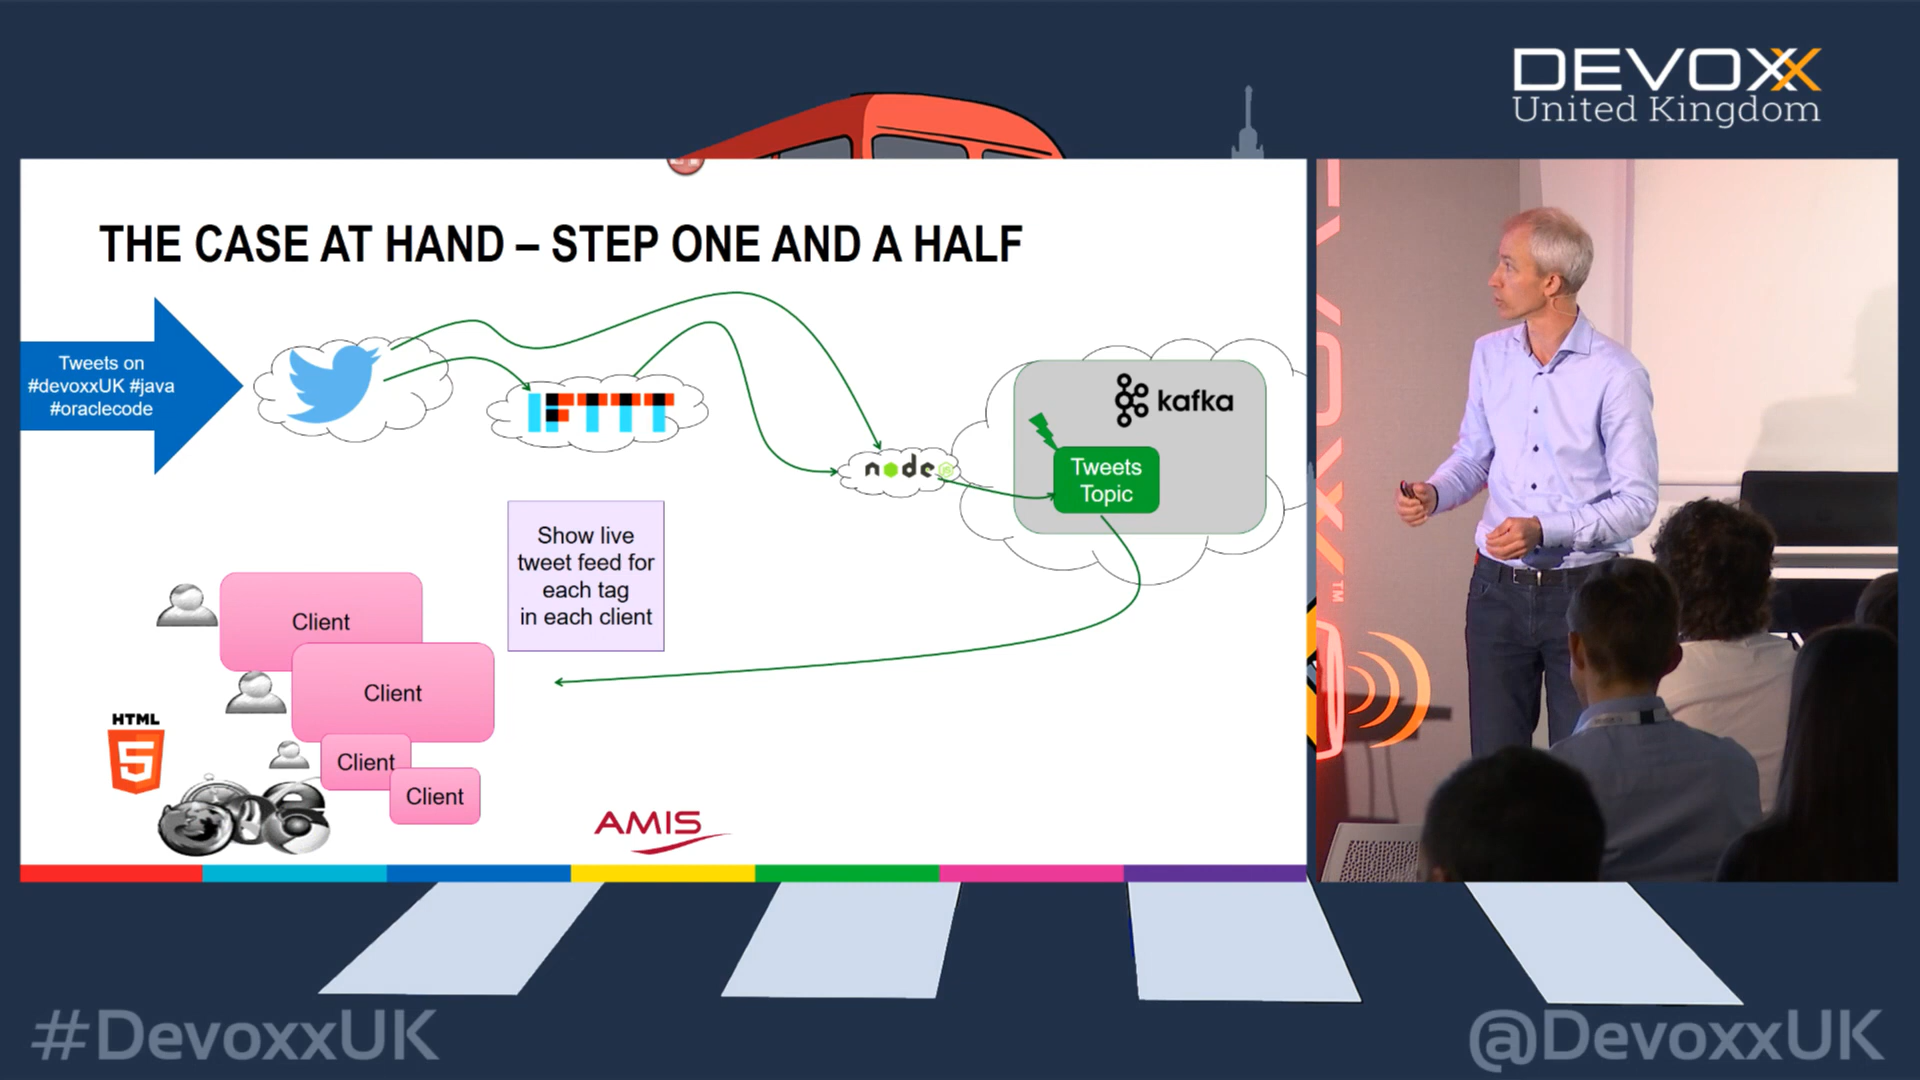 DEVOXX
United Kingdom
THE CASE AT HAND – STEP ONE AND A HALF
Tweets on
#devoxxUK #java
#oraclecode
IFTTT
node
JS
kafka
Tweets
Topic
Show live
tweet feed for
each tag
in each client
Client
Client
Client
Client
HTML
5
AMIS
#DevoxxUK
@DevoxxUK